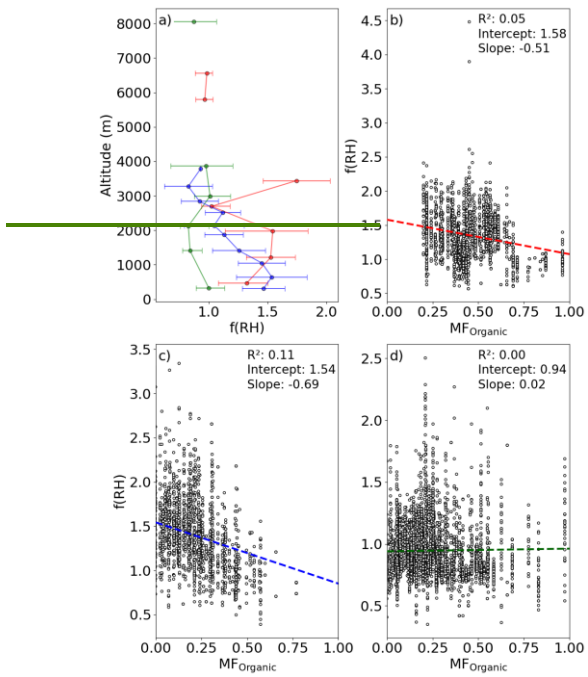 a)
Altitude (m)
8000
7000
6000
5000
4000
3000
2000
1000
0
1.0
1.5
2.0
f(RH)
b)
R²: 0.05
Intercept: 1.58
Slope: -0.51
f(RH)
4.5
4.0
3.5
3.0
2.5
2.0
1.5
1.0
0.5
0.00
0.25
0.50
0.75
1.00
MFOrganic
c)
R²: 0.11
Intercept: 1.54
Slope: -0.69
f(RH)
3.5
3.0
2.5
2.0
1.5
1.0
0.5
0.00
0.25
0.50
0.75
1.00
MFOrganic
d)
R²: 0.00
Intercept: 0.94
Slope: 0.02
2.5
2.0
1.5
1.0
0.5
0.00
0.25
0.50
0.75
1.00
MFOrganic